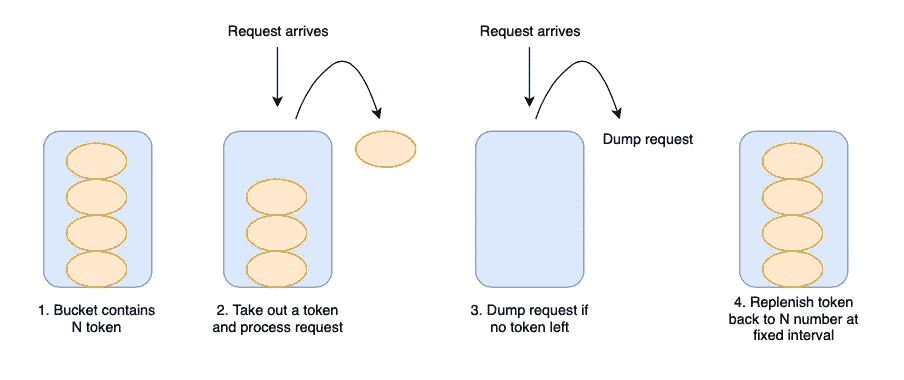 Request arrives
Request arrives
Dump request
1. Bucket contains
N token
2. Take out a token
and process request
3. Dump request if
no token left
4. Replenish token
back to N number at
fixed interval